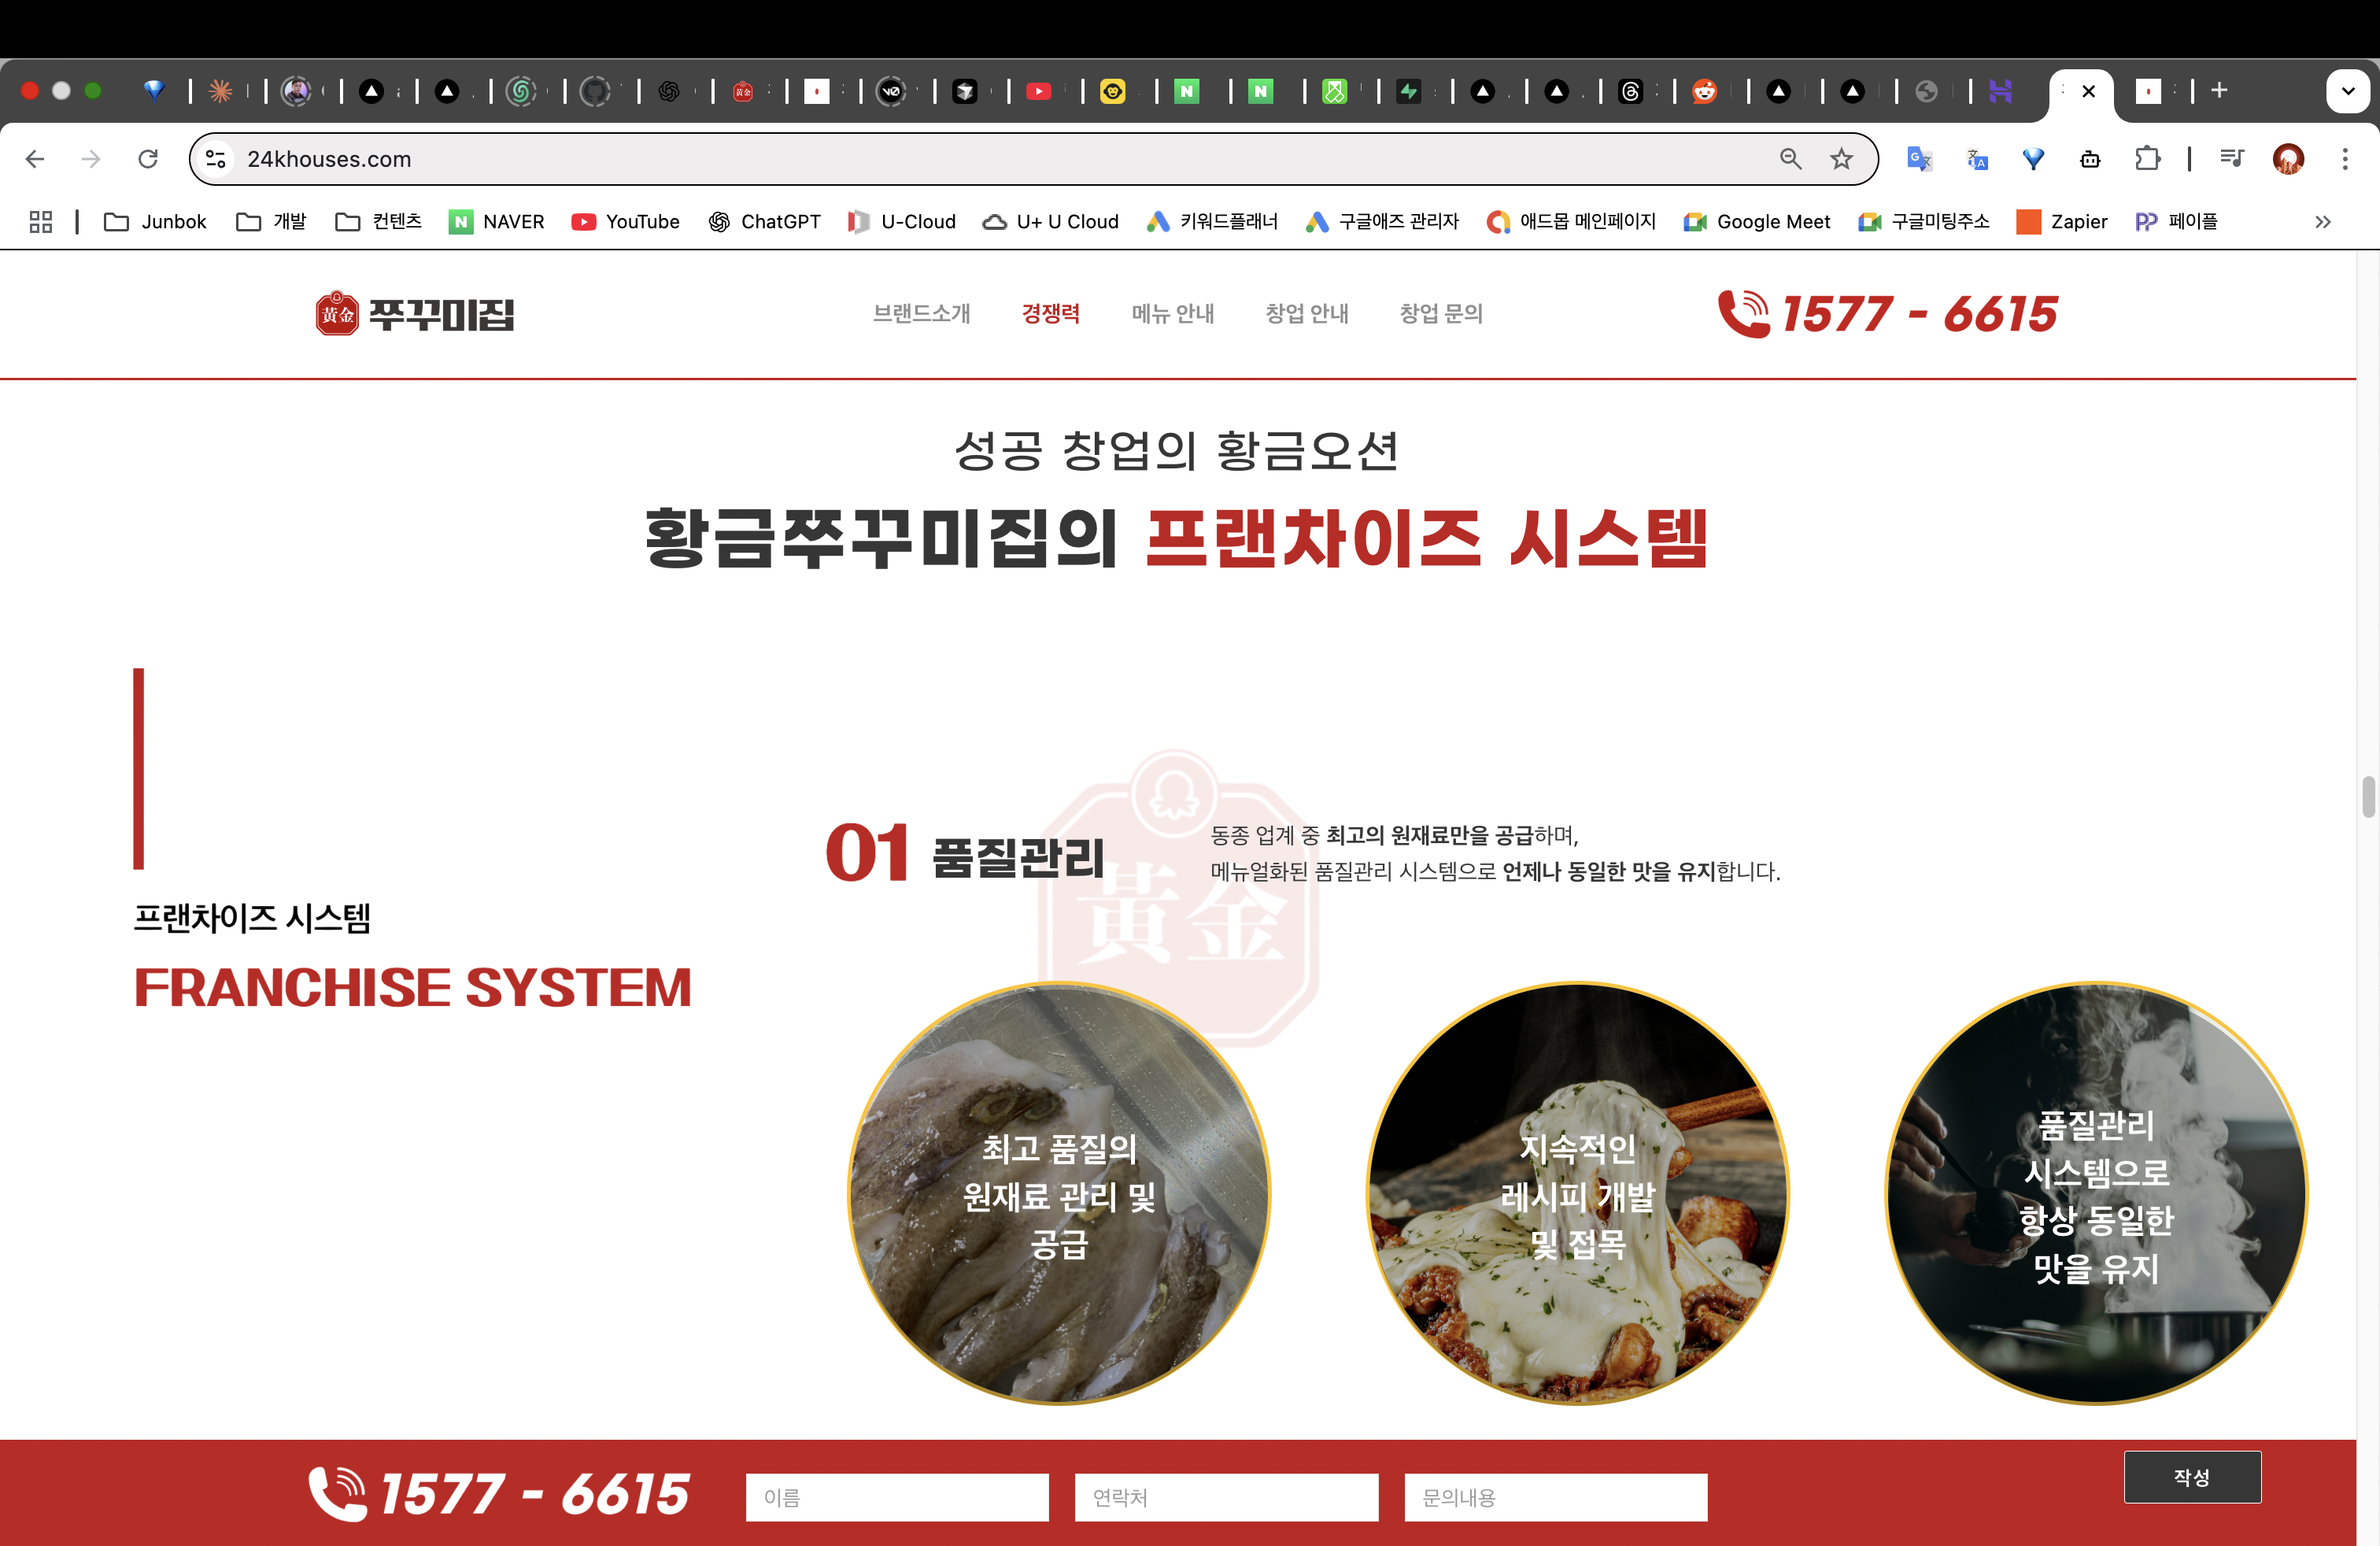 24khouses.com
Junbok
개발
컨텐츠
NAVER
YouTube
ChatGPT
U-Cloud
U+ U Cloud
키워드플래너
구글애즈 관리자
애드몹 메인페이지
Google Meet
구글미팅주소
Zapier
페이플
黃金 쭈꾸미집
브랜드소개
경쟁력
메뉴 안내
창업 안내
창업 문의
1577 - 6615
성공 창업의 황금오션
황금쭈꾸미집의 프랜차이즈 시스템
프랜차이즈 시스템
FRANCHISE SYSTEM
黃金
01 품질관리
동종 업계 중 최고의 원재료만을 공급하며,
메뉴얼화된 품질관리 시스템으로 언제나 동일한 맛을 유지합니다.
최고 품질의
원재료 관리 및
공급
지속적인
레시피 개발
및 접목
품질관리
시스템으로
항상 동일한
맛을 유지
1577 - 6615
이름
연락처
문의내용
작성